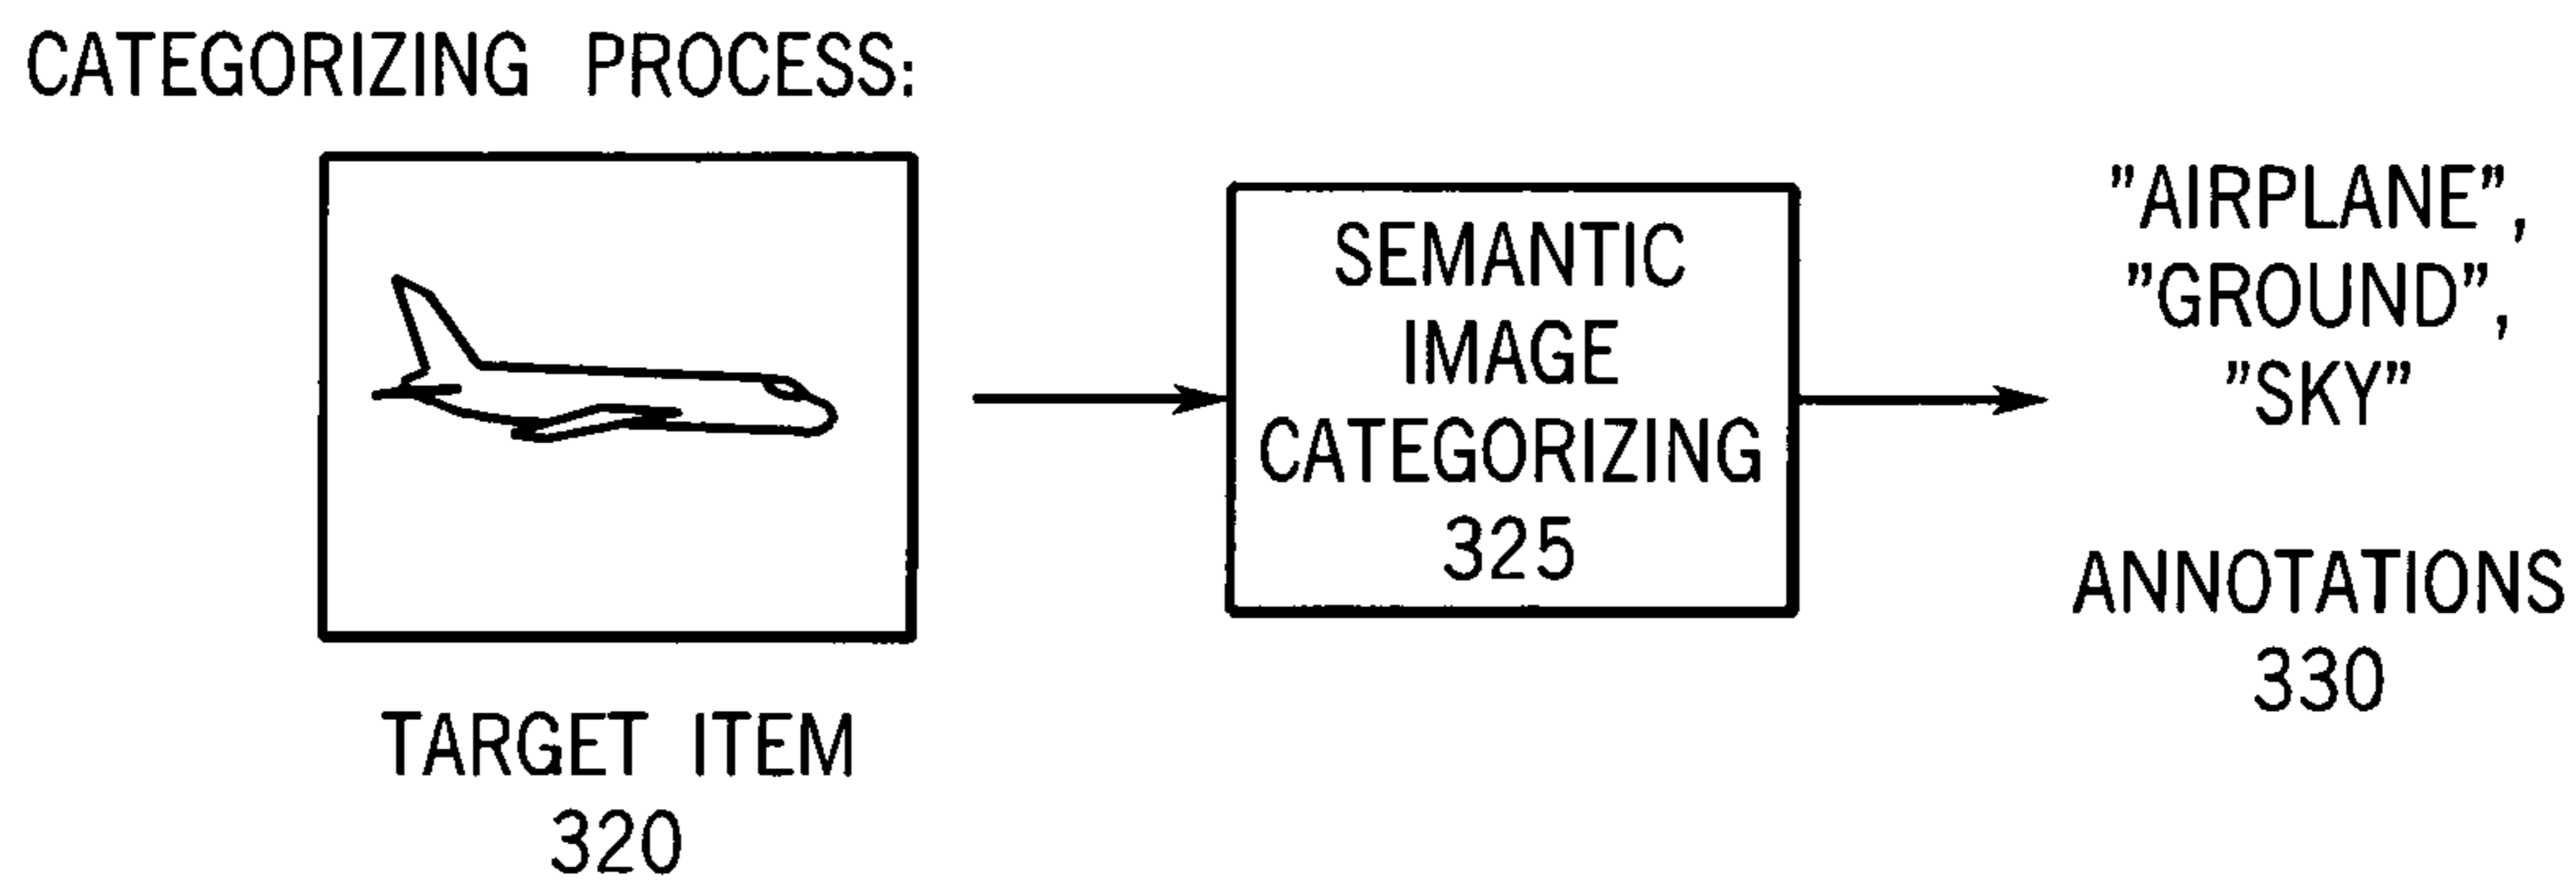 CATEGORIZING PROCESS:
TARGET ITEM
320
SEMANTIC
IMAGE
CATEGORIZING
325
”AIRPLANE”,
”GROUND”,
”SKY”
ANNOTATIONS
330